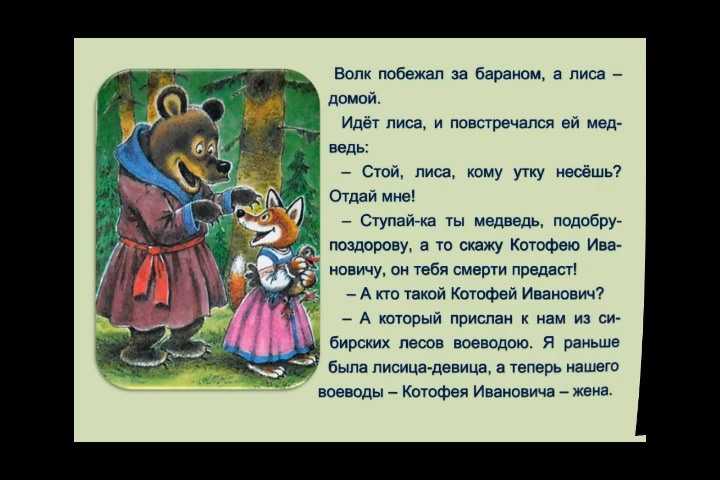 Волк побежал за бараном, а лиса –
домой.
Идёт лиса, и повстречался ей мед-
ведь:
– Стой, лиса, кому утку несёшь?
Отдай мне!
– Ступай-ка ты медведь, подобру-
поздорову, а то скажу Котофею Ива-
новичу, он тебя смерти предаст!
– А кто такой Котофей Иванович?
– А который прислан к нам из си-
бирских лесов воеводою. Я раньше
была лисица-девица, а теперь нашего
воеводы – Котофея Ивановича – жена.